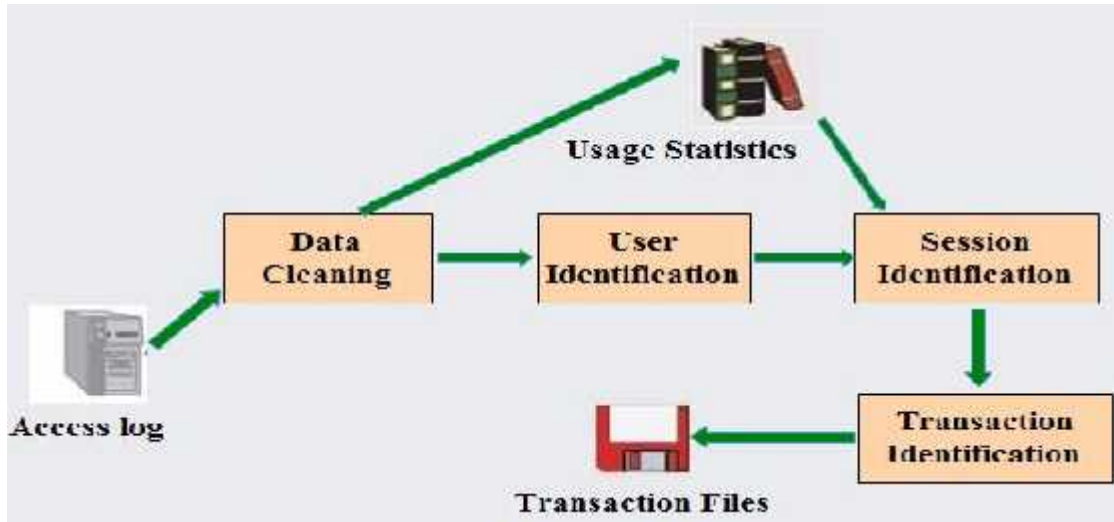 Usage Statistics
Data
Cleaning
User
Identification
Session
Identification
Access log
Transaction
Identification
Transaction Files